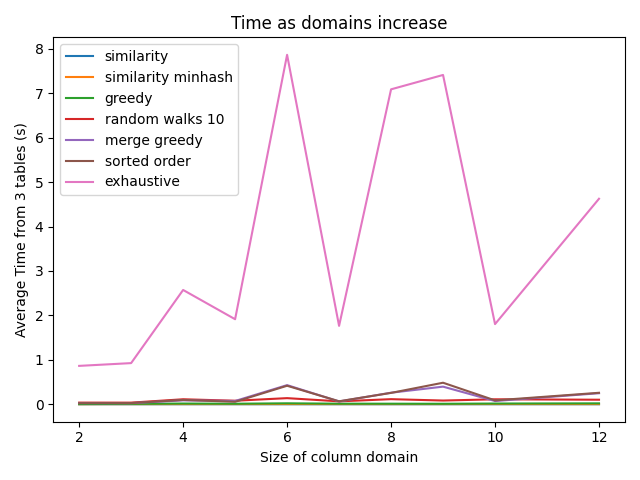 Time as domains increase
similarity
similarity minhash
greedy
random walks 10
merge greedy
sorted order
exhaustive
Average Time from 3 tables (s)
8
7
6
5
4
3
2
1
0
2 4 6 8 10 12
Size of column domain